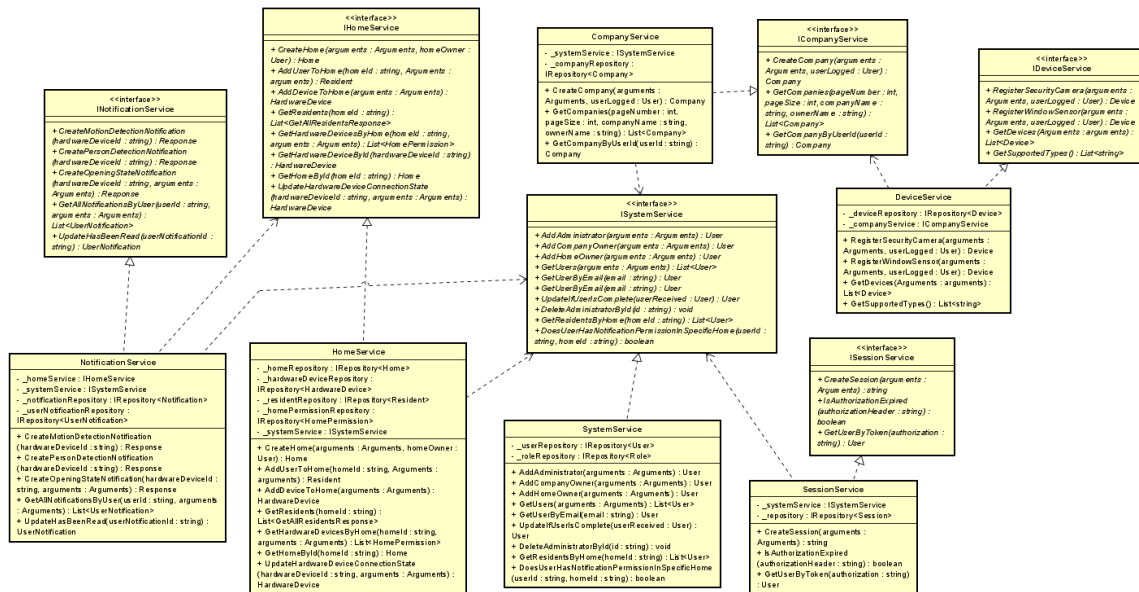 <<interface>>
INotificationService
+ CreateMotionDetectionNotification
(hardwareDeviceId : string) : Response
+ CreatePersonDetectionNotification
(hardwareDeviceId : string) : Response
+ CreateOpeningStateNotification
(hardwareDeviceId : string, arguments :
Arguments) : Response
+ GetAllNotificationsByUser(userId : string,
arguments : Arguments) :
List<UserNotification>
+ UpdateHasBeenRead(userNotificationId :
string) : UserNotification
<<interface>>
IHomeService
+ CreateHome(arguments : Arguments, homeOwner :
User) : Home
+ AddUserToHome(homeId : string, Arguments :
arguments) : Resident
+ AddDeviceToHome(arguments : Arguments) :
HardwareDevice
+ GetResidents(homeId : string) :
List<GetAllResidentsResponse>
+ GetHardwareDevicesByHome(homeId : string,
arguments : Arguments) : List<HomePermission>
+ GetHardwareDeviceById(hardwareDeviceId : string)
: HardwareDevice
+ GetHomeById(homeId : string) : Home
+ UpdateHardwareDeviceConnectionState
(hardwareDeviceId : string, arguments : Arguments) :
HardwareDevice
CompanyService
- _systemService : ISystemService
- _companyRepository :
IRepository<Company>
+ CreateCompany(arguments :
Arguments, userLogged : User) : Company
+ GetCompanies(pageNumber : int,
pageSize : int, companyName : string,
ownerName : string) : List<Company>
+ GetCompanyByUserId(userId : string) :
Company
<<interface>>
ICompanyService
+ CreateCompany(arguments :
Arguments, userLogged : User) :
Company
+ GetCompanies(pageNumber : int,
pageSize : int, companyName :
string, ownerName : string) :
List<Company>
+ GetCompanyByUserId(userId :
string) : Company
<<interface>>
IDeviceService
+ RegisterSecurityCamera(arguments :
Arguments, userLogged : User) : Device
+ RegisterWindowSensor(arguments :
Arguments, userLogged : User) : Device
+ GetDevices(Arguments : arguments) :
List<Device>
+ GetSupportedTypes() : List<string>
<<interface>>
ISystemService
+ AddAdministrator(arguments : Arguments) : User
+ AddCompanyOwner(arguments : Arguments) : User
+ AddHomeOwner(arguments : Arguments) : User
+ GetUsers(arguments : Arguments) : List<User>
+ GetUserByEmail(email : string) : User
+ GetUserByEmail(email : string) : User
+ UpdateIfUserIsComplete(userReceived : User) : User
+ DeleteAdministratorById(id : string) : void
+ GetResidentsByHome(homeId : string) : List<User>
+ DoesUserHasNotificationPermissionInSpecificHome(userId :
string, homeId : string) : boolean
DeviceService
- _deviceRepository : IRepository<Device>
- _companyService : ICompanyService
+ RegisterSecurityCamera(arguments :
Arguments, userLogged : User) : Device
+ RegisterWindowSensor(arguments :
Arguments, userLogged : User) : Device
+ GetDevices(Arguments : arguments) :
List<Device>
+ GetSupportedTypes() : List<string>
NotificationService
- _homeService : IHomeService
- _systemService : ISystemService
- _notificationRepository : IRepository<Notification>
- _userNotificationRepository :
IRepository<UserNotification>
+ CreateMotionDetectionNotification
(hardwareDeviceId : string) : Response
+ CreatePersonDetectionNotification
(hardwareDeviceId : string) : Response
+ CreateOpeningStateNotification(hardwareDeviceId
: string, arguments : Arguments) : Response
+ GetAllNotificationsByUser(userId : string, arguments
: Arguments) : List<UserNotification>
+ UpdateHasBeenRead(userNotificationId : string) :
UserNotification
HomeService
- _homeRepository : IRepository<Home>
- _hardwareDeviceRepository :
IRepository<HardwareDevice>
- _residentRepository : IRepository<Resident>
- _homePermissionRepository :
IRepository<HomePermission>
- _systemService : ISystemService
+ CreateHome(arguments : Arguments, homeOwner :
User) : Home
+ AddUserToHome(homeId : string, Arguments :
arguments) : Resident
+ AddDeviceToHome(arguments : Arguments) :
HardwareDevice
+ GetResidents(homeId : string) :
List<GetAllResidentsResponse>
+ GetHardwareDevicesByHome(homeId : string,
arguments : Arguments) : List<HomePermission>
+ GetHomeById(homeId : string) : Home
+ UpdateHardwareDeviceConnectionState
(hardwareDeviceId : string, arguments : Arguments) :
HardwareDevice
SystemService
- _userRepository : IRepository<User>
- _roleRepository : IRepository<Role>
+ AddAdministrator(arguments : Arguments) : User
+ AddCompanyOwner(arguments : Arguments) : User
+ AddHomeOwner(arguments : Arguments) : User
+ GetUsers(arguments : Arguments) : List<User>
+ GetUserByEmail(email : string) : User
+ UpdateIfUserIsComplete(userReceived : User) :
User
+ DeleteAdministratorById(id : string) : void
+ GetResidentsByHome(homeId : string) : List<User>
+ DoesUserHasNotificationPermissionInSpecificHome
(userId : string, homeId : string) : boolean
<<interface>>
ISessionService
+ CreateSession(arguments :
Arguments) : string
+ IsAuthorizationExpired
(authorizationHeader : string) :
boolean
+ GetUserByToken(authorization :
string) : User
SessionService
- _systemService : ISystemService
- _repository : IRepository<Session>
+ CreateSession(arguments :
Arguments) : string
+ IsAuthorizationExpired
(authorizationHeader : string) : boolean
+ GetUserByToken(authorization : string)
: User